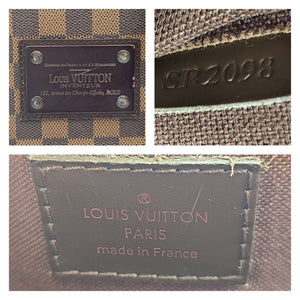 LOUIS VUITTON
INVENTEUR
101, avenue des Champs Elysées, PARIS
SR2098
®
LOUIS VUITTON
PARIS
made in France